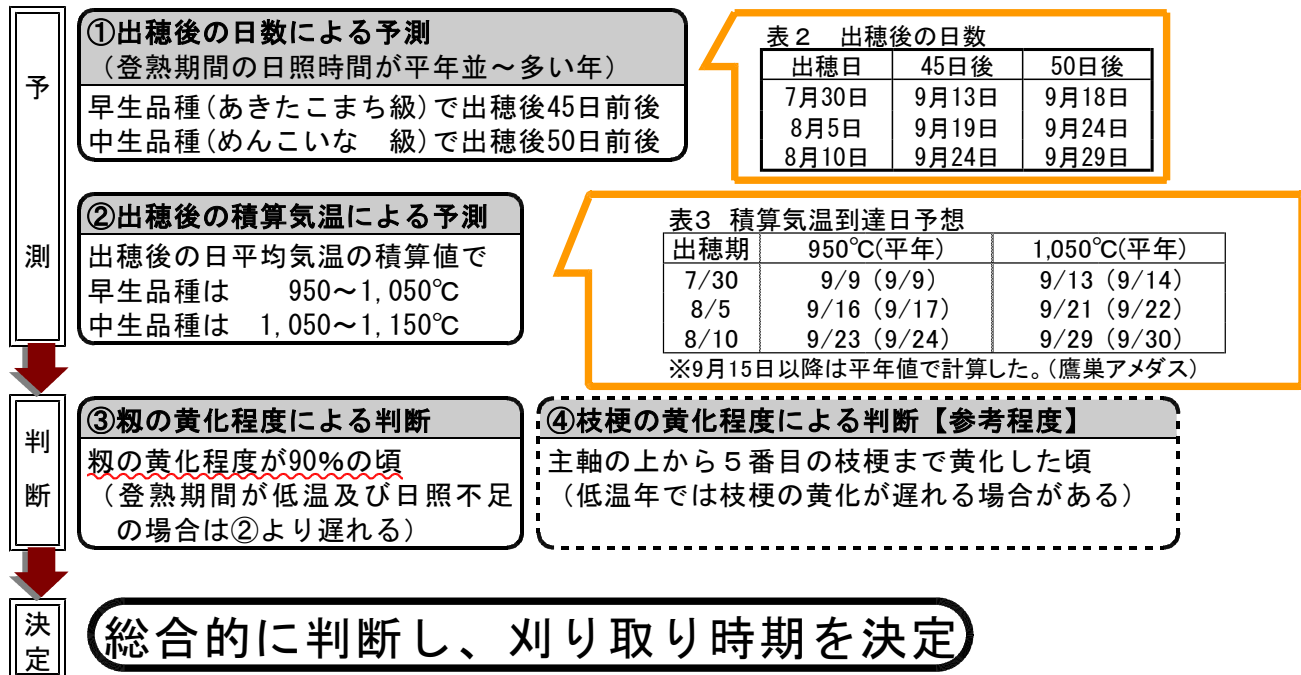 予測
①出穂後の日数による予測
（登熟期間の日照時間が平年並～多い年）
早生品種(あきたこまち級)で出穂後45日前後
中生品種(めんこいな　級)で出穂後50日前後
表２　出穂後の日数
出穂日 45日後 50日後
7月30日 9月13日 9月18日
8月5日 9月19日 9月24日
8月10日 9月24日 9月29日
②出穂後の積算気温による予測
出穂後の日平均気温の積算値で
早生品種は　950～1,050℃
中生品種は　1,050～1,150℃
表3 積算気温到達日予想
出穂期 950℃(平年) 1,050℃(平年)
7/30 9/9（9/9） 9/13（9/14）
8/5 9/16（9/17） 9/21（9/22）
8/10 9/23（9/24） 9/29（9/30）
※9月15日以降は平年値で計算した。（鷹巣アメダス）
判断
③籾の黄化程度による判断
籾の黄化程度が90%の頃
（登熟期間が低温及び日照不足
の場合は②より遅れる）
④枝梗の黄化程度による判断【参考程度】
主軸の上から５番目の枝梗まで黄化した頃
（低温年では枝梗の黄化が遅れる場合がある）
決定
総合的に判断し、刈り取り時期を決定